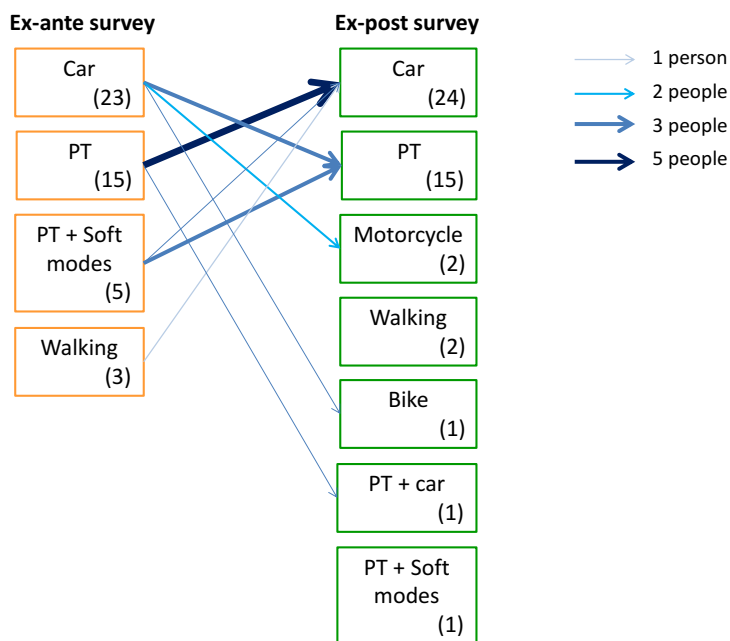 Ex-ante survey
Car
(23)
PT
(15)
PT + Soft
modes
(5)
Walking
(3)
Ex-post survey
Car
(24)
PT
(15)
Motorcycle
(2)
Walking
(2)
Bike
(1)
PT + car
(1)
PT + Soft
modes
(1)
1 person
2 people
3 people
5 people